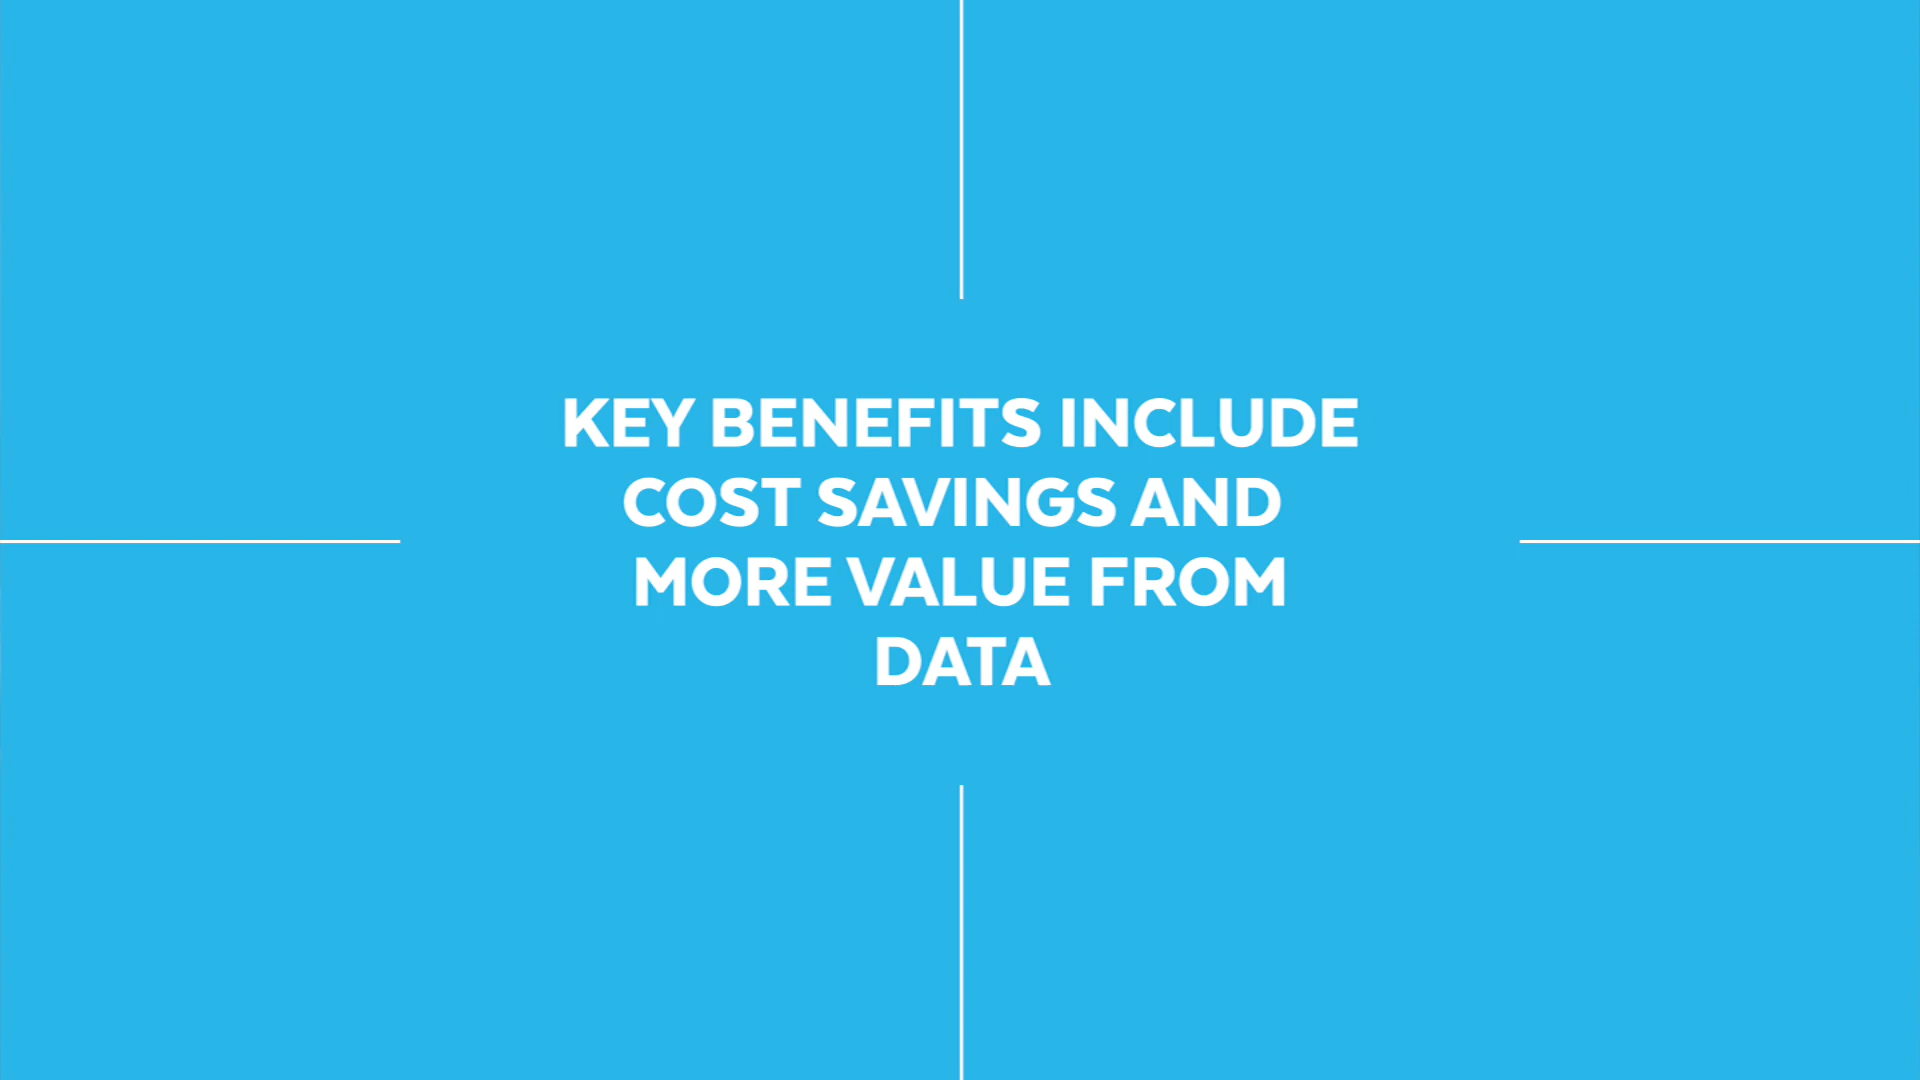 KEY BENEFITS INCLUDE
COST SAVINGS AND
MORE VALUE FROM
DATA